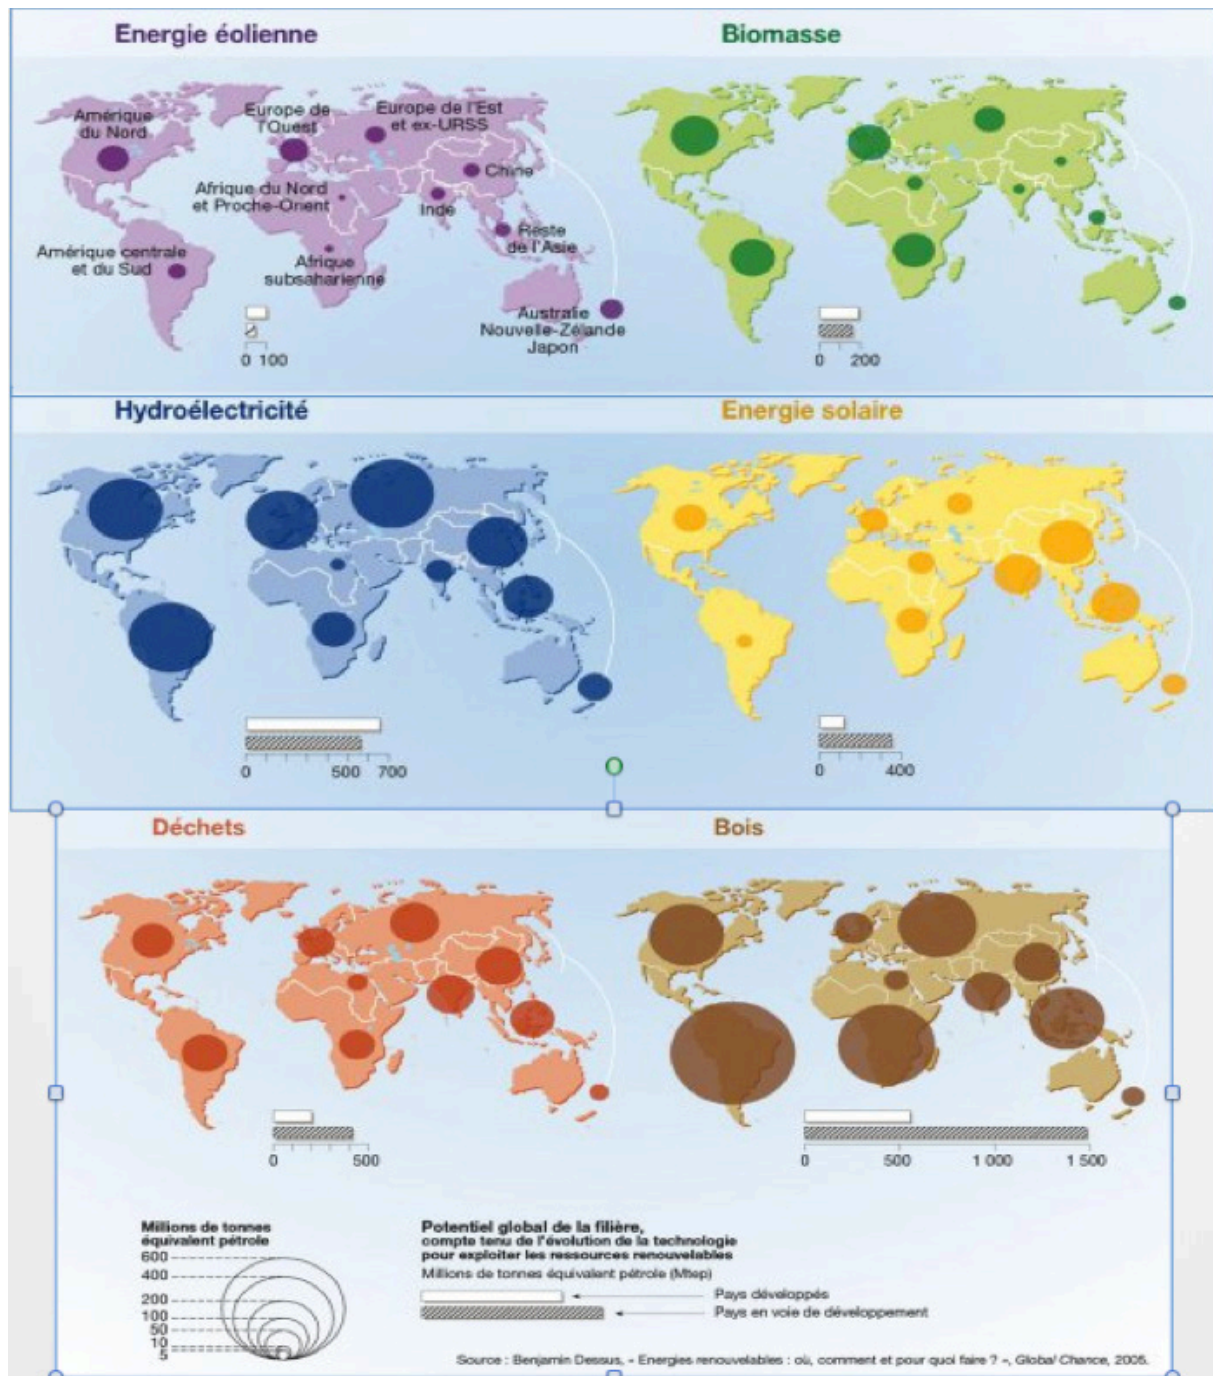 Energie éolienne
Amérique
du Nord
Europe de
l'Ouest
Europe de l'Est
et ex-URSS
Chine
Afrique du Nord
et Proche-Orient
Inde
Reste
de l'Asie
Amérique centrale
et du Sud
Afrique
subsaharienne
Australie
Nouvelle-Zélande
Japon
0 100
Biomasse
0 200
Hydroélectricité
0 500 700
Energie solaire
0 400
Déchets
0 500
Bois
0 500 1 000 1 500
Millions de tonnes
équivalent pétrole
600
400
200
100
50
10
5
Potentiel global de la filière,
compte tenu de l'évolution de la technologie
pour exploiter les ressources renouvelables
Millions de tonnes équivalent pétrole (Mtep)
Pays développés
Pays en voie de développement
Source : Benjamin Dessus, « Energies renouvelables : où, comment et pour quoi faire ? », Global Chance, 2005.